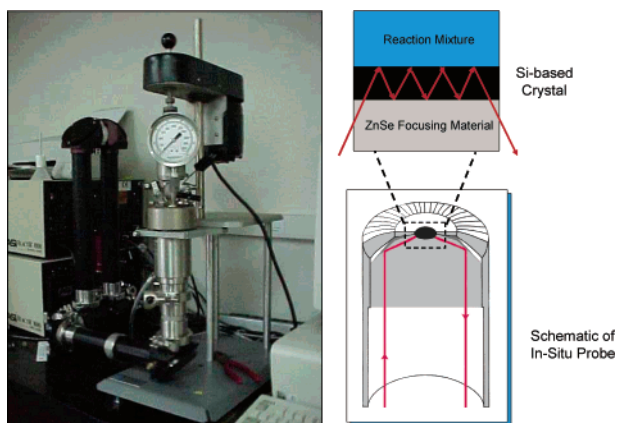 Reaction Mixture
Si-based
Crystal
ZnSe Focusing Material
Schematic of
In-Situ Probe